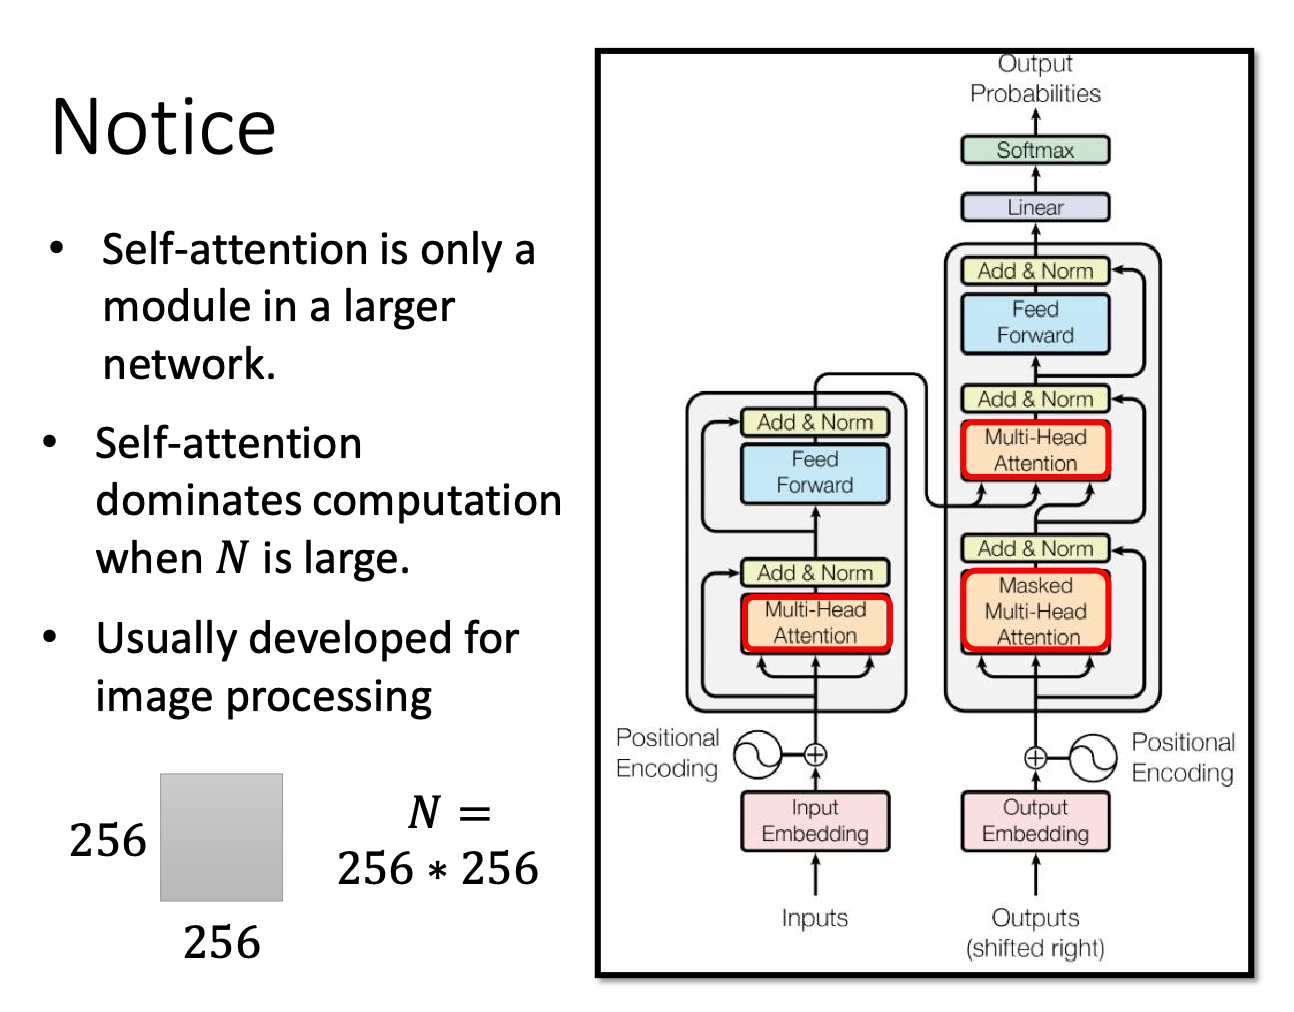 Notice
• Self-attention is only a
module in a larger
network.
• Self-attention
dominates computation
when N is large.
• Usually developed for
image processing
256
256
N =
256 * 256
Output
Probabilities
Softmax
Linear
Add & Norm
Feed
Forward
Add & Norm
Multi-Head
Attention
Add & Norm
Masked
Multi-Head
Attention
Add & Norm
Feed
Forward
Add & Norm
Multi-Head
Attention
Positional
Encoding
Positional
Encoding
Input
Embedding
Output
Embedding
Inputs
Outputs
(shifted right)